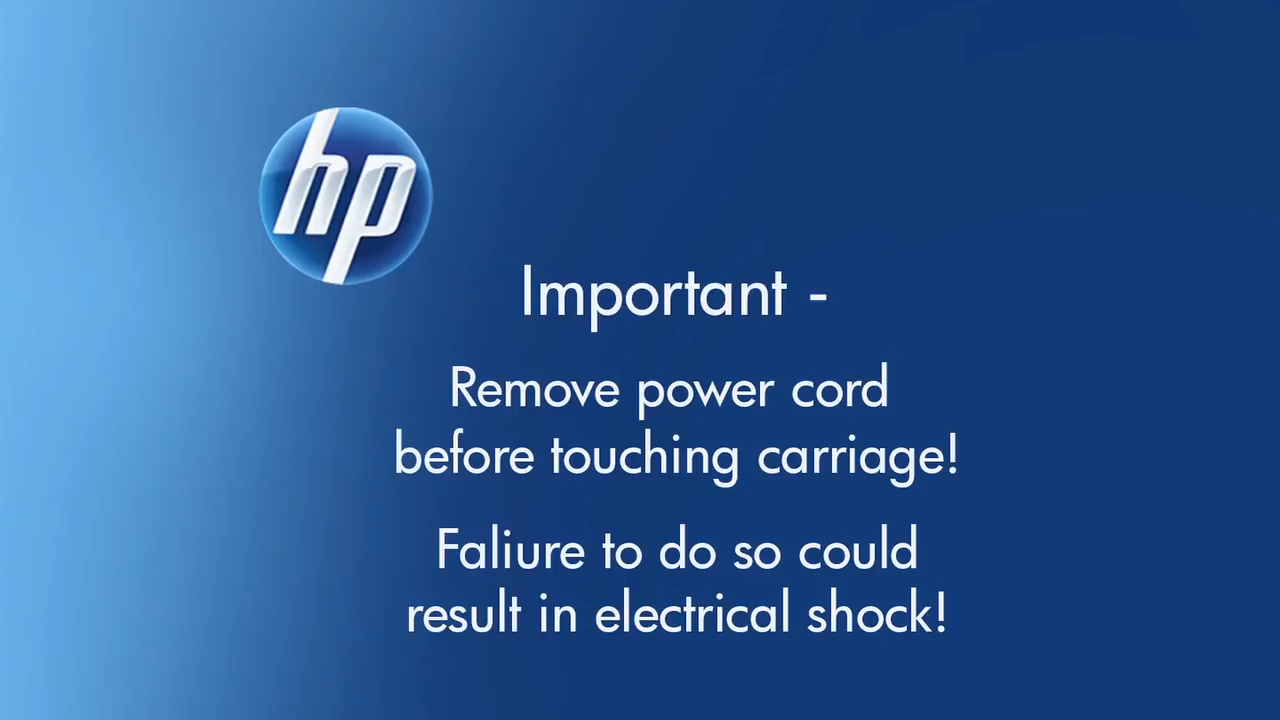 hp
Important -
Remove power cord
before touching carriage!
Faliure to do so could
result in electrical shock!